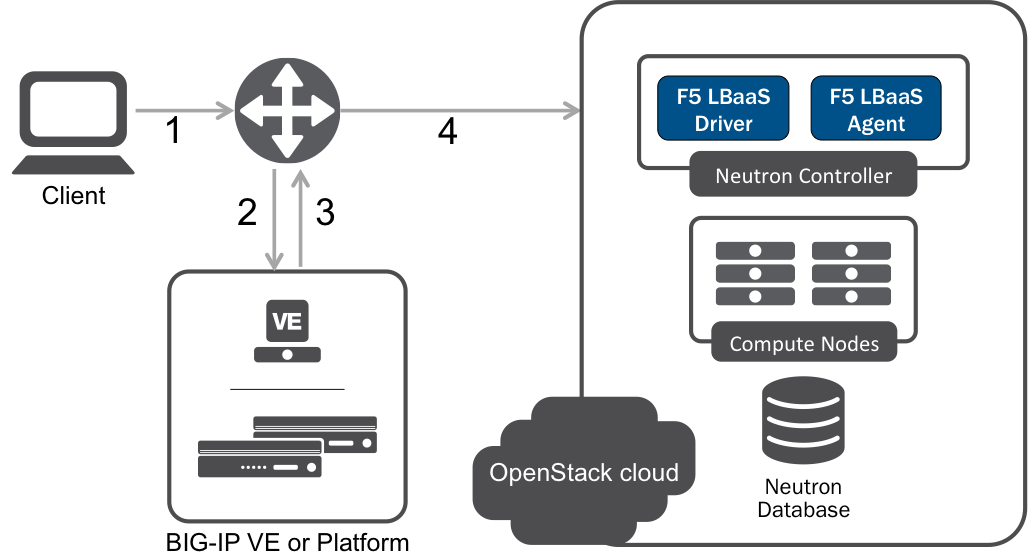 F5 LBaaS
Driver
F5 LBaaS
Agent
Neutron Controller
1
4
Client
2
3
VE
Compute Nodes
OpenStack cloud
Neutron
Database
BIG-IP VE or Platform